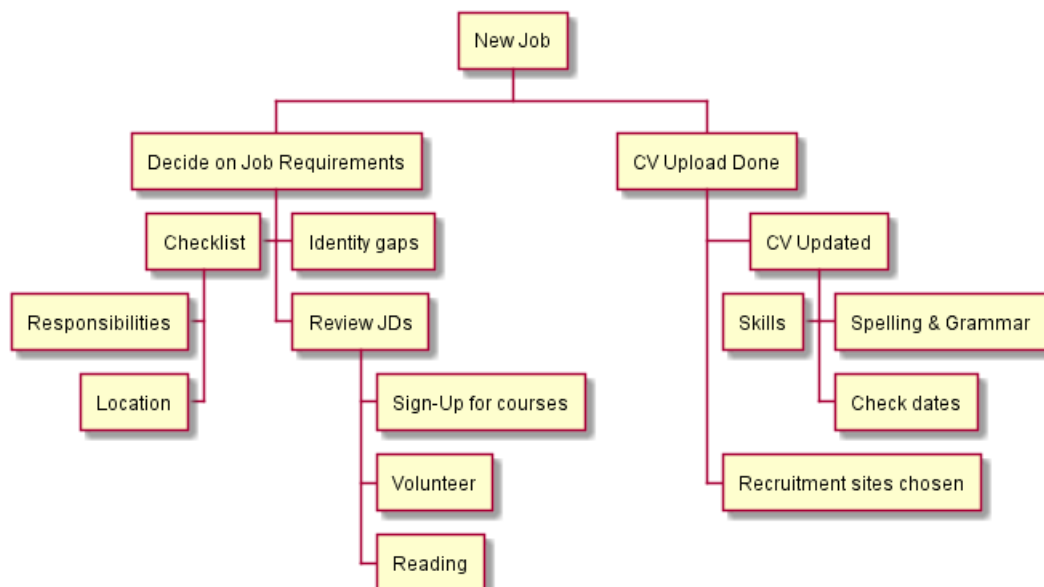 New Job
Decide on Job Requirements
CV Upload Done
Checklist
Identity gaps
CV Updated
Responsibilities
Review JDs
Skills
Spelling & Grammar
Location
Sign-Up for courses
Check dates
Volunteer
Recruitment sites chosen
Reading